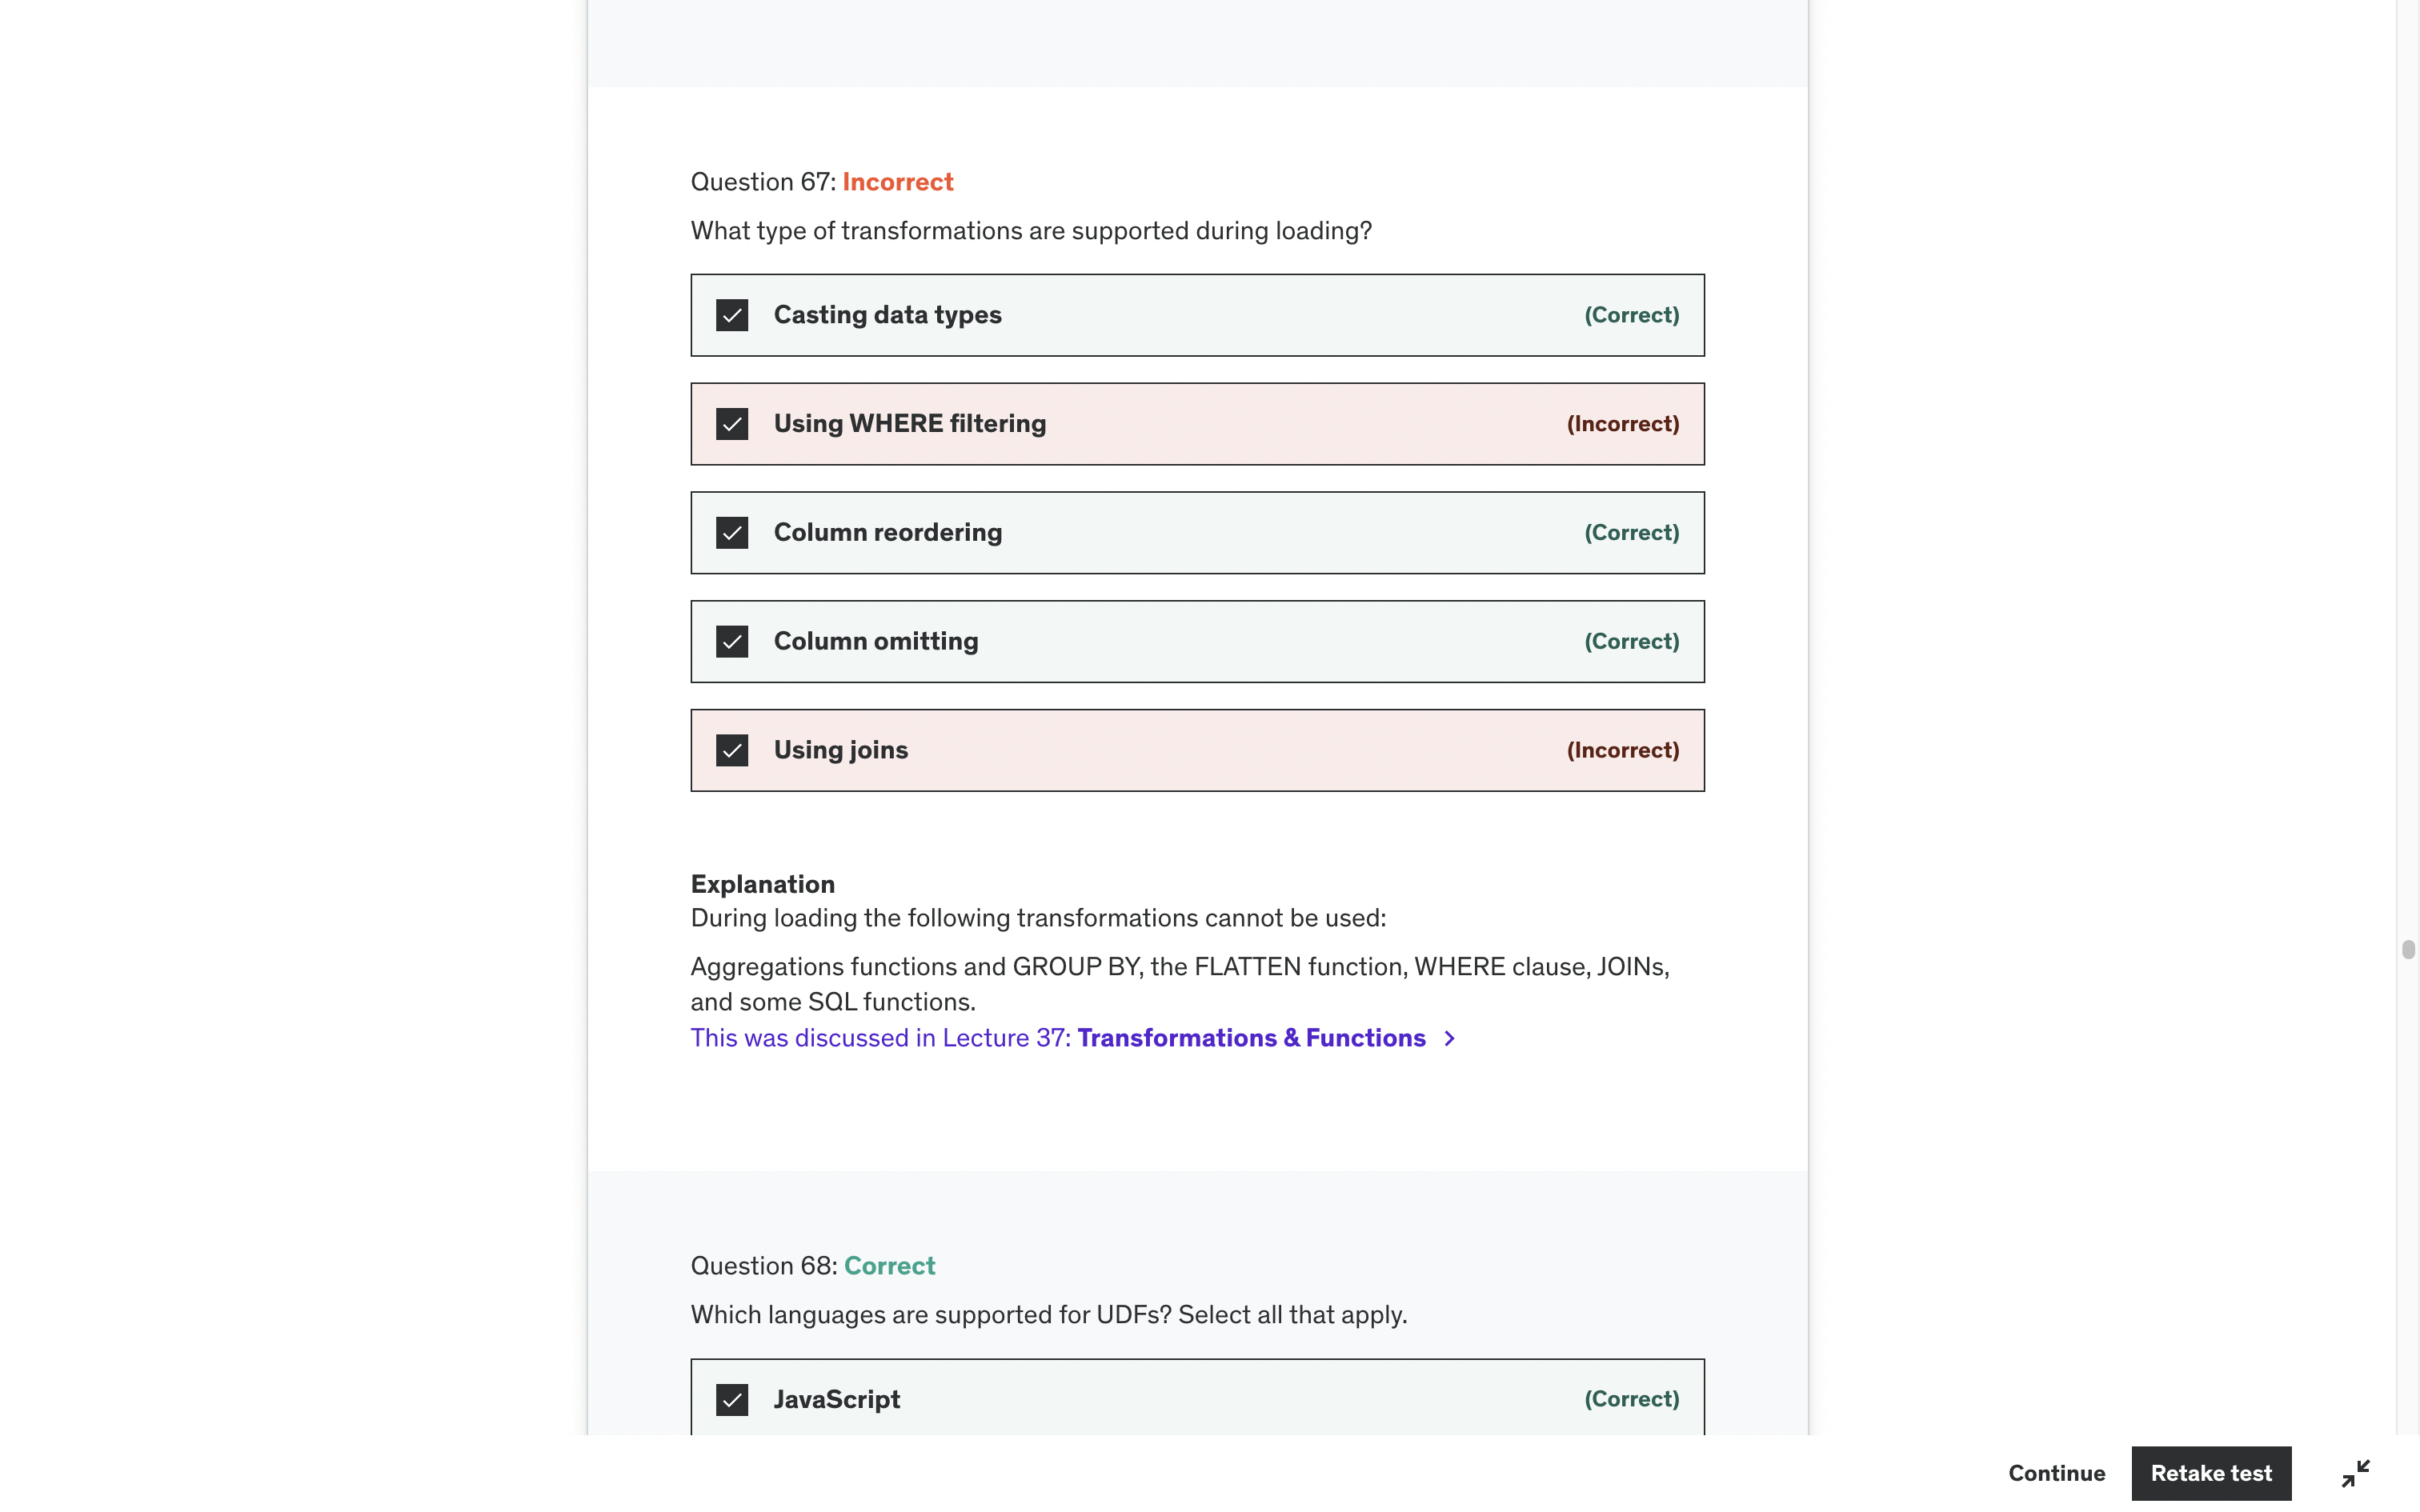 Question 67: Incorrect
What type of transformations are supported during loading?
Casting data types (Correct)
Using WHERE filtering (Incorrect)
Column reordering (Correct)
Column omitting (Correct)
Using joins (Incorrect)
Explanation
During loading the following transformations cannot be used:
Aggregations functions and GROUP BY, the FLATTEN function, WHERE clause, JOINs,
and some SQL functions.
This was discussed in Lecture 37: Transformations & Functions
Question 68: Correct
Which languages are supported for UDFs? Select all that apply.
JavaScript (Correct)
Continue Retake test